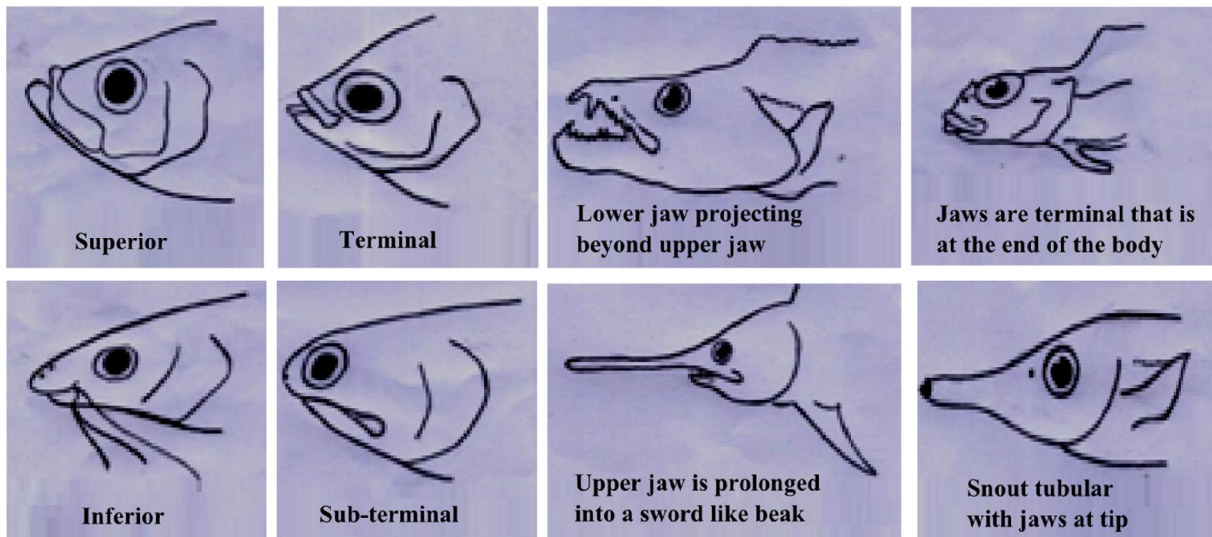 Superior
Terminal
Lower jaw projecting
beyond upper jaw
Jaws are terminal that is
at the end of the body
Inferior
Sub-terminal
Upper jaw is prolonged
into a sword like beak
Snout tubular
with jaws at tip